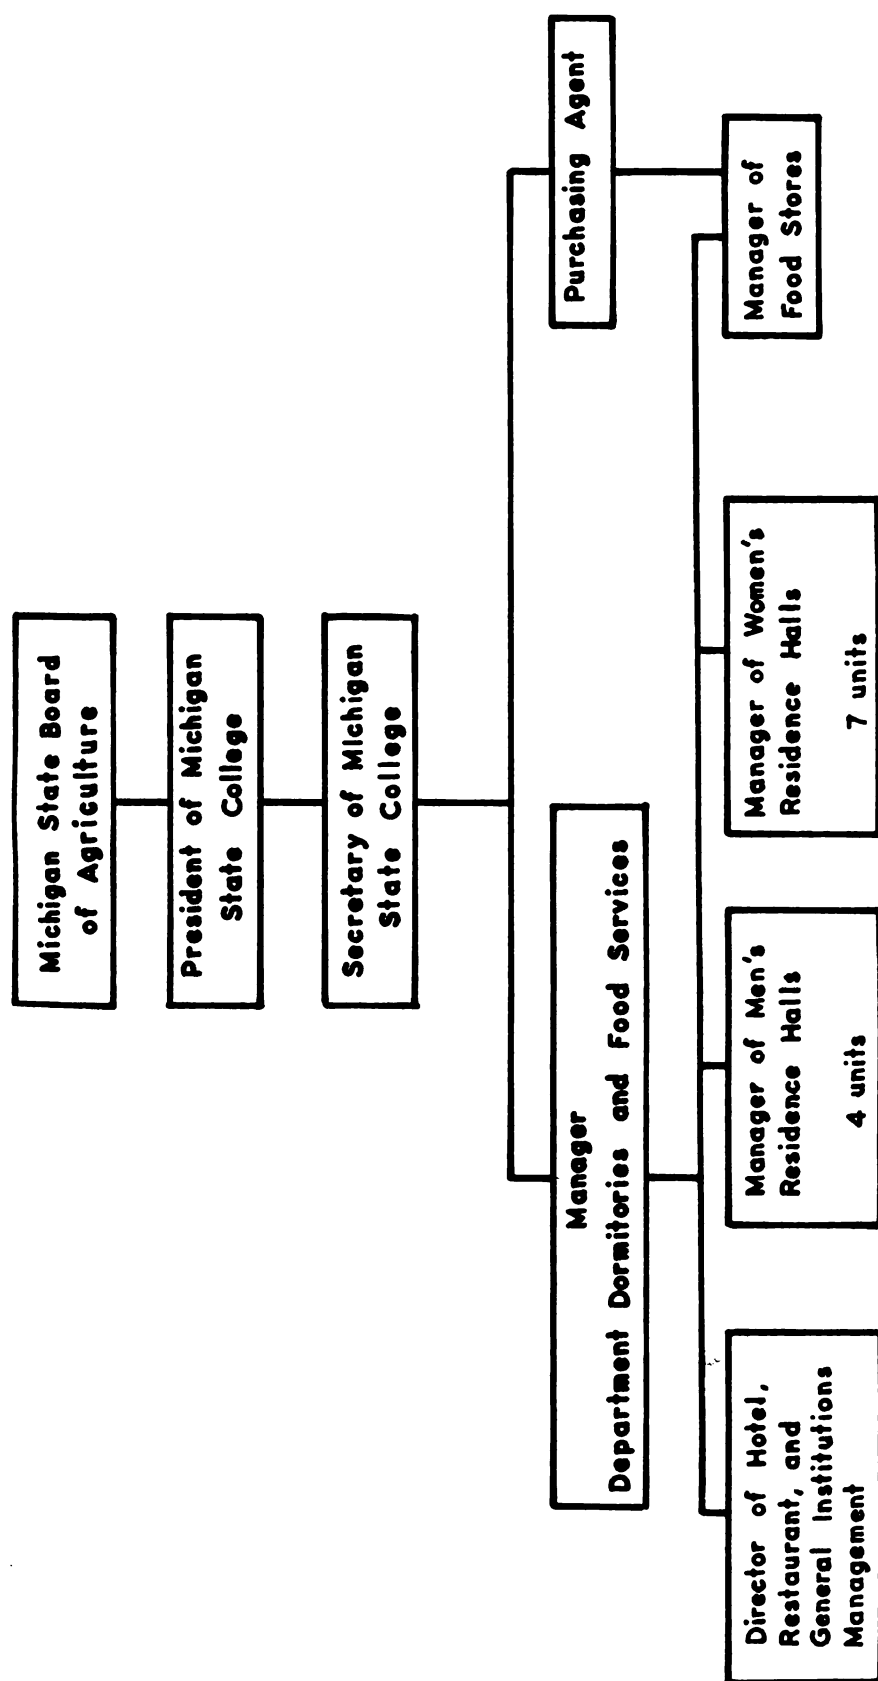 Michigan State Board
of Agriculture
President of Michigan
State College
Secretary of Michigan
State College
Manager
Department Dormitories and Food Services
Purchasing Agent
Director of Hotel,
Restaurant, and
General Institutions
Management
Manager of Men's
Residence Halls
4 units
Manager of Women's
Residence Halls
7 units
Manager of
Food Stores